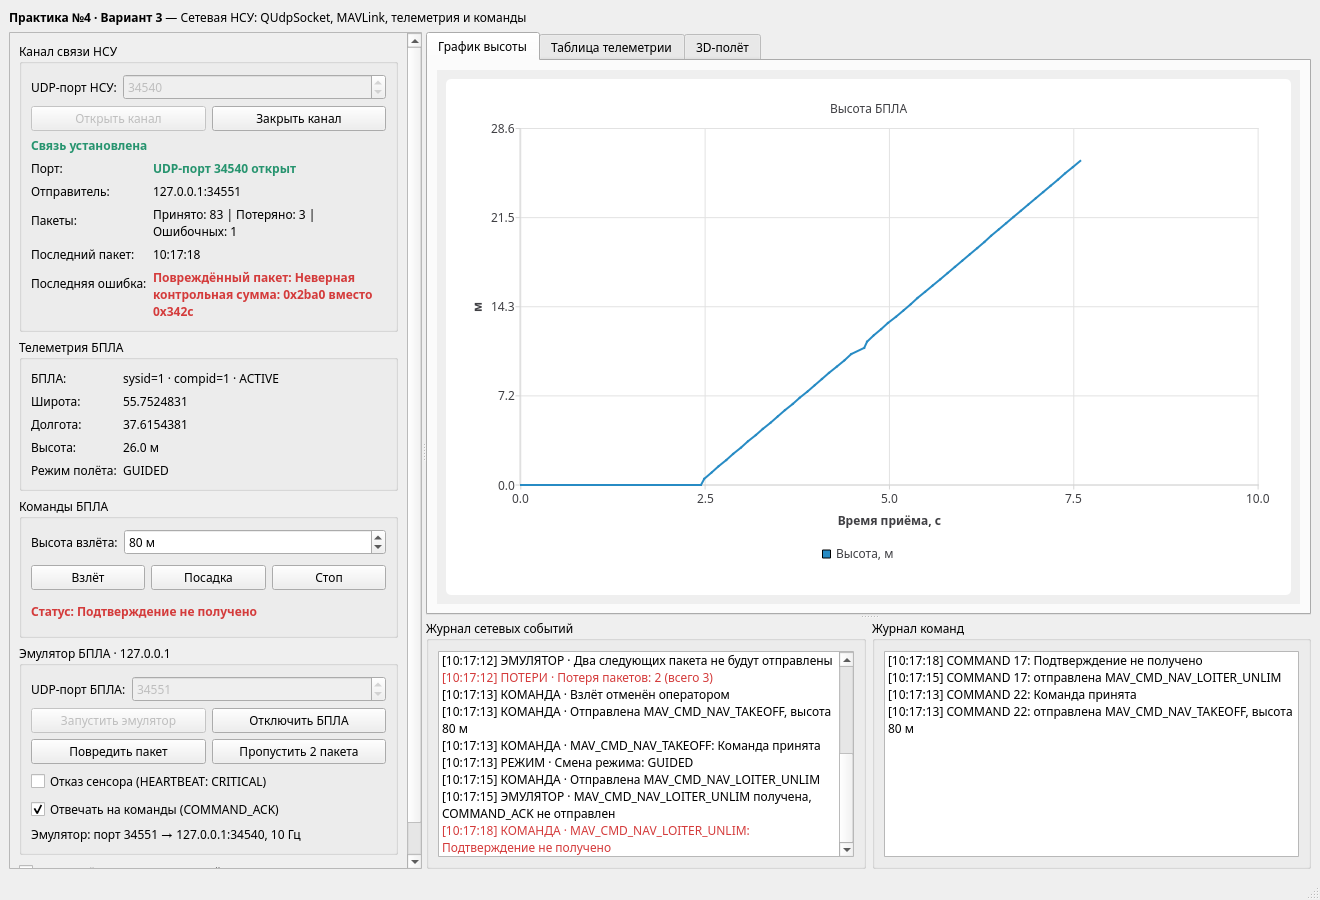 Практика №4 · Вариант 3 — Сетевая НСУ: QUdpSocket, MAVLink, телеметрия и команды
Канал связи НСУ
UDP-порт НСУ: 34540
Открыть канал Закрыть канал
Связь установлена
Порт: UDP-порт 34540 открыт
Отправитель: 127.0.0.1:34551
Пакеты: Принято: 83 | Потеряно: 3 |
Ошибочных: 1
Последний пакет: 10:17:18
Последняя ошибка: Повреждённый пакет: Неверная
контрольная сумма: 0x2ba0 вместо
0x342c
Телеметрия БПЛА
БПЛА: sysid=1 · compid=1 · ACTIVE
Широта: 55.7524831
Долгота: 37.6154381
Высота: 26.0 м
Режим полёта: GUIDED
Команды БПЛА
Высота взлёта: 80 м
Взлёт Посадка Стоп
Статус: Подтверждение не получено
Эмулятор БПЛА · 127.0.0.1
UDP-порт БПЛА: 34551
Запустить эмулятор Отключить БПЛА
Повредить пакет Пропустить 2 пакета
Отказ сенсора (HEARTBEAT: CRITICAL)
Отвечать на команды (COMMAND_ACK)
Эмулятор: порт 34551 → 127.0.0.1:34540, 10 Гц
График высоты Таблица телеметрии 3D-полёт
Высота БПЛА
28.6
21.5
14.3
7.2
0.0
м
0.0 2.5 5.0 7.5 10.0
Время приёма, с
Высота, м
Журнал сетевых событий
[10:17:12] ЭМУЛЯТОР · Два следующих пакета не будут отправлены
[10:17:12] ПОТЕРИ · Потеря пакетов: 2 (всего 3)
[10:17:13] КОМАНДА · Взлёт отменён оператором
[10:17:13] КОМАНДА · Отправлена MAV_CMD_NAV_TAKEOFF, высота
80 м
[10:17:13] КОМАНДА · MAV_CMD_NAV_TAKEOFF: Команда принята
[10:17:13] РЕЖИМ · Смена режима: GUIDED
[10:17:15] КОМАНДА · Отправлена MAV_CMD_NAV_LOITER_UNLIM
[10:17:15] ЭМУЛЯТОР · MAV_CMD_NAV_LOITER_UNLIM получена,
COMMAND_ACK не отправлен
[10:17:18] КОМАНДА · MAV_CMD_NAV_LOITER_UNLIM:
Подтверждение не получено
Журнал команд
[10:17:18] COMMAND 17: Подтверждение не получено
[10:17:15] COMMAND 17: отправлена MAV_CMD_NAV_LOITER_UNLIM
[10:17:13] COMMAND 22: Команда принята
[10:17:13] COMMAND 22: отправлена MAV_CMD_NAV_TAKEOFF, высота
80 м